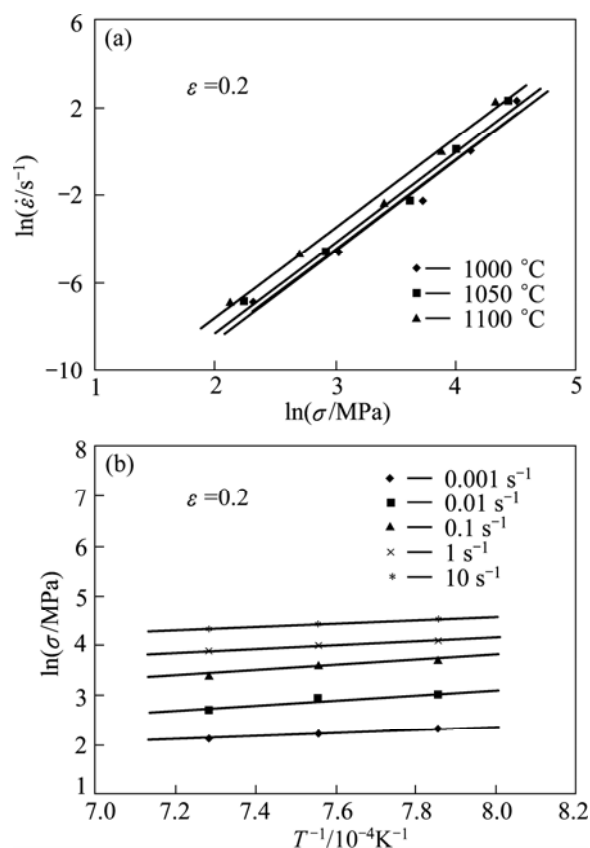 (a)
ε =0.2
6
2
−2
−6
−10
ln(ε̇/s⁻¹)
1000 °C
1050 °C
1100 °C
1 2 3 4 5
ln(σ/MPa)
(b)
ε =0.2
8
7
6
5
4
3
2
1
ln(σ/MPa)
0.001 s⁻¹
0.01 s⁻¹
0.1 s⁻¹
1 s⁻¹
10 s⁻¹
7.0 7.2 7.4 7.6 7.8 8.0 8.2
T⁻¹/10⁻⁴K⁻¹